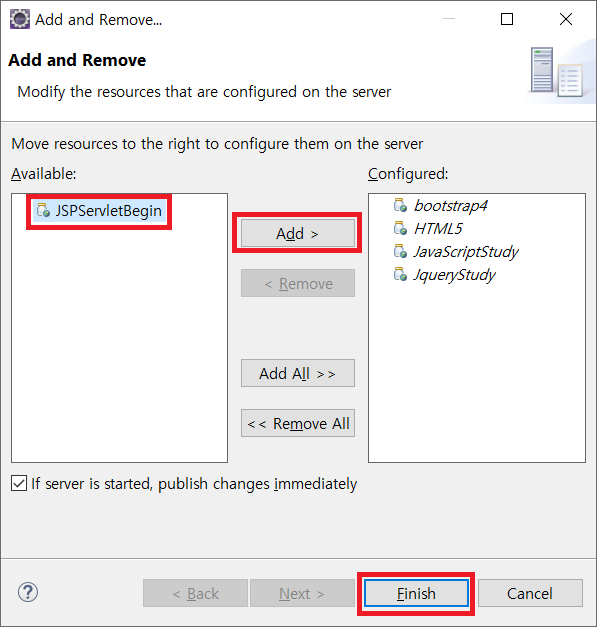 Add and Remove...
Add and Remove
Modify the resources that are configured on the server
Move resources to the right to configure them on the server
Available:
Configured:
JSPServletBegin
Add >
< Remove
Add All >>
<< Remove All
bootstrap4
HTML5
JavaScriptStudy
JqueryStudy
If server is started, publish changes immediately
?
< Back
Next >
Finish
Cancel